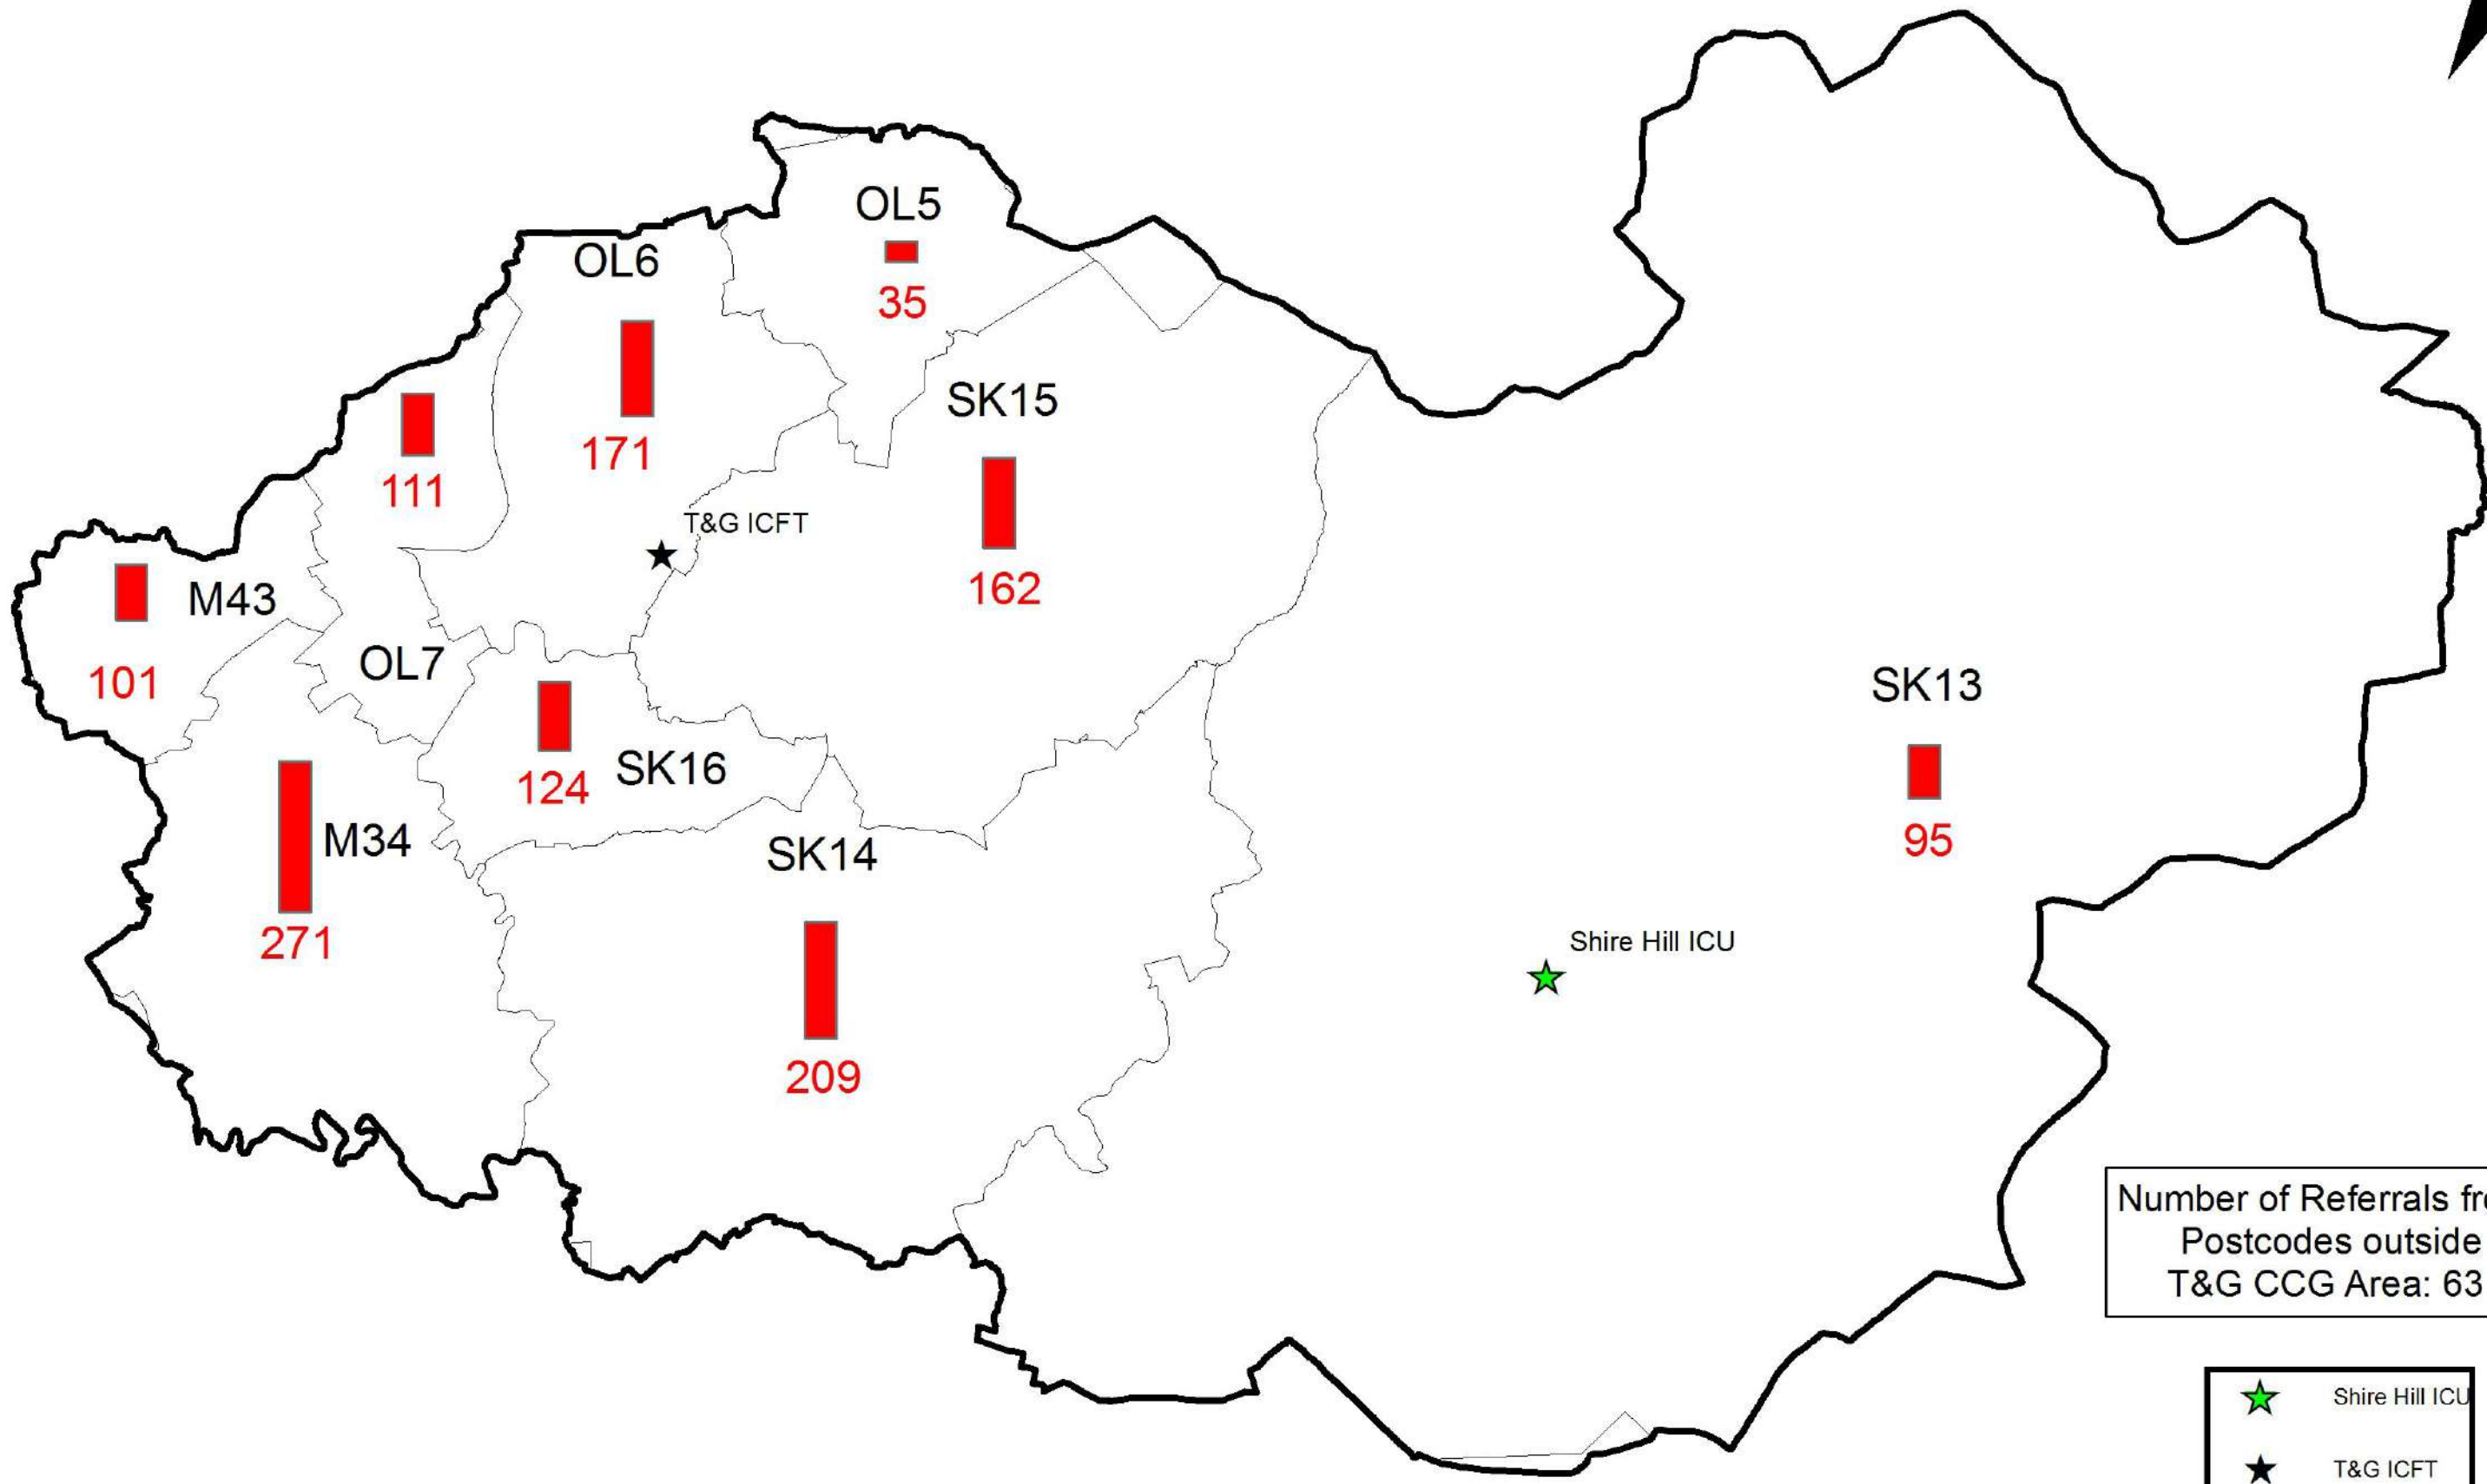 OL5
35
OL6
171
SK15
162
111
T&G ICFT
M43
101
OL7
SK13
95
124
SK16
M34
271
SK14
209
Shire Hill ICU
Number of Referrals
Postcodes outside
T&G CCG Area: 63
Shire Hill ICU
T&G ICFT